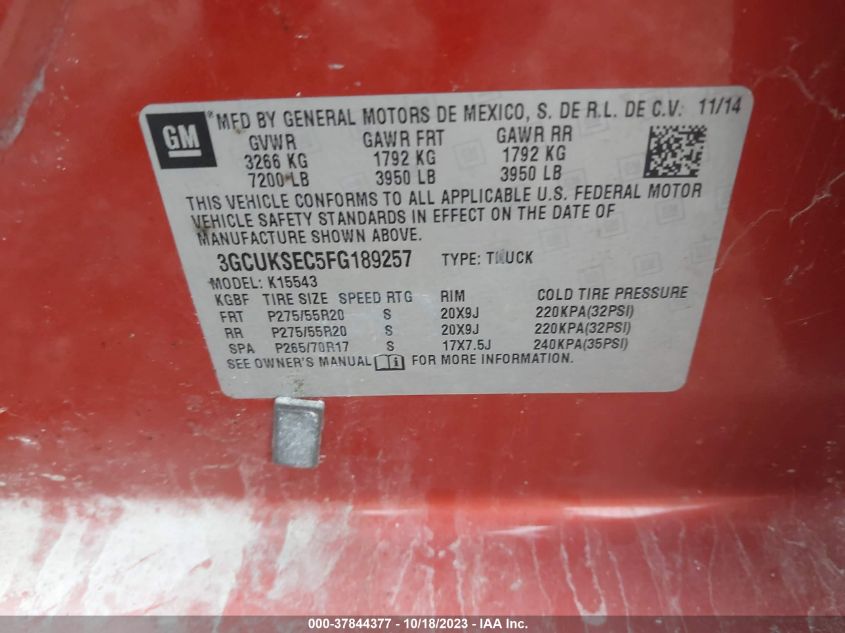 GM ® MFD BY GENERAL MOTORS DE MEXICO, S. DE R.L. DE C.V. 11/14
GVWR GAWR FRT GAWR RR
3266 KG 1792 KG 1792 KG
7200 LB 3950 LB 3950 LB
THIS VEHICLE CONFORMS TO ALL APPLICABLE U.S. FEDERAL MOTOR
VEHICLE SAFETY STANDARDS IN EFFECT ON THE DATE OF
MANUFACTURE SHOWN ABOVE.
3GCUKSEC5FG189257 TYPE: TRUCK
MODEL: K15543
KGBF TIRE SIZE SPEED RTG RIM COLD TIRE PRESSURE
FRT P275/55R20 S 20X9J 220KPA(32PSI)
RR P275/55R20 S 20X9J 220KPA(32PSI)
SPA P265/70R17 S 17X7.5J 240KPA(35PSI)
SEE OWNER'S MANUAL FOR MORE INFORMATION.
000-37844377 - 10/18/2023 - IAA Inc.